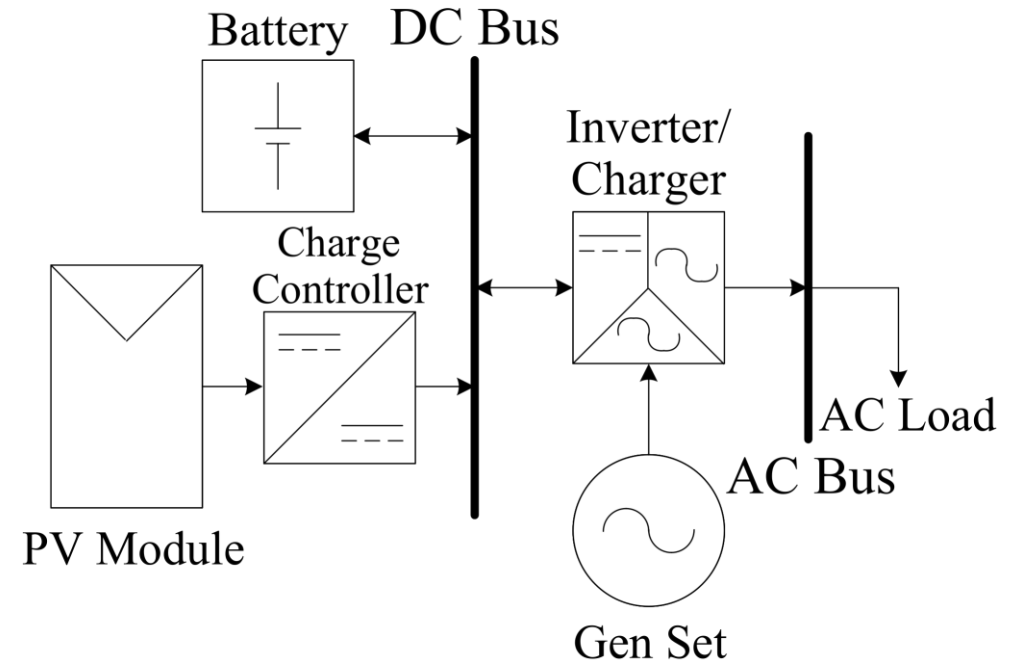 Battery
DC Bus
Inverter/
Charger
Charge
Controller
AC Load
AC Bus
PV Module
Gen Set